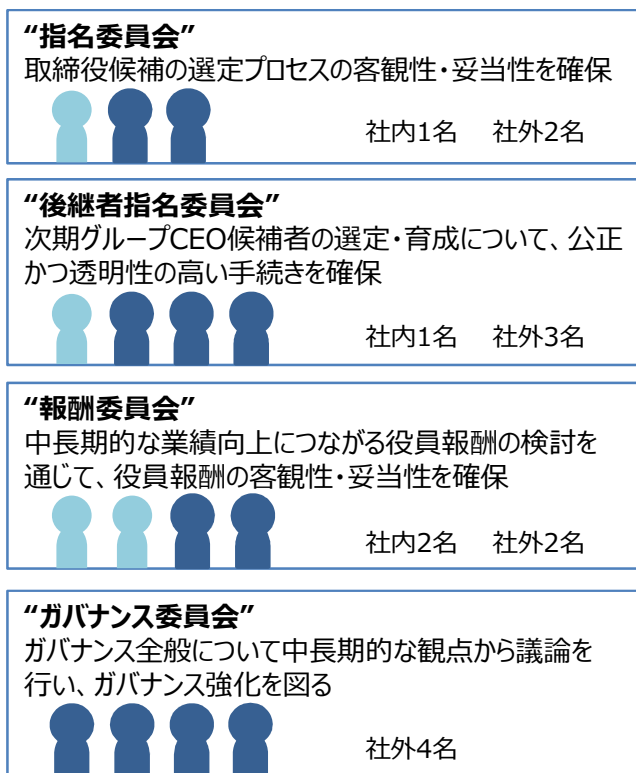 “指名委員会”
取締役候補の選定プロセスの客観性・妥当性を確保
社内1名 社外2名
“後継者指名委員会”
次期グループCEO候補者の選定・育成について、公正
かつ透明性の高い手続きを確保
社内1名 社外3名
“報酬委員会”
中長期的な業績向上につながる役員報酬の検討を
通じて、役員報酬の客観性・妥当性を確保
社内2名 社外2名
“ガバナンス委員会”
ガバナンス全般について中長期的な観点から議論を
行い、ガバナンス強化を図る
社外4名